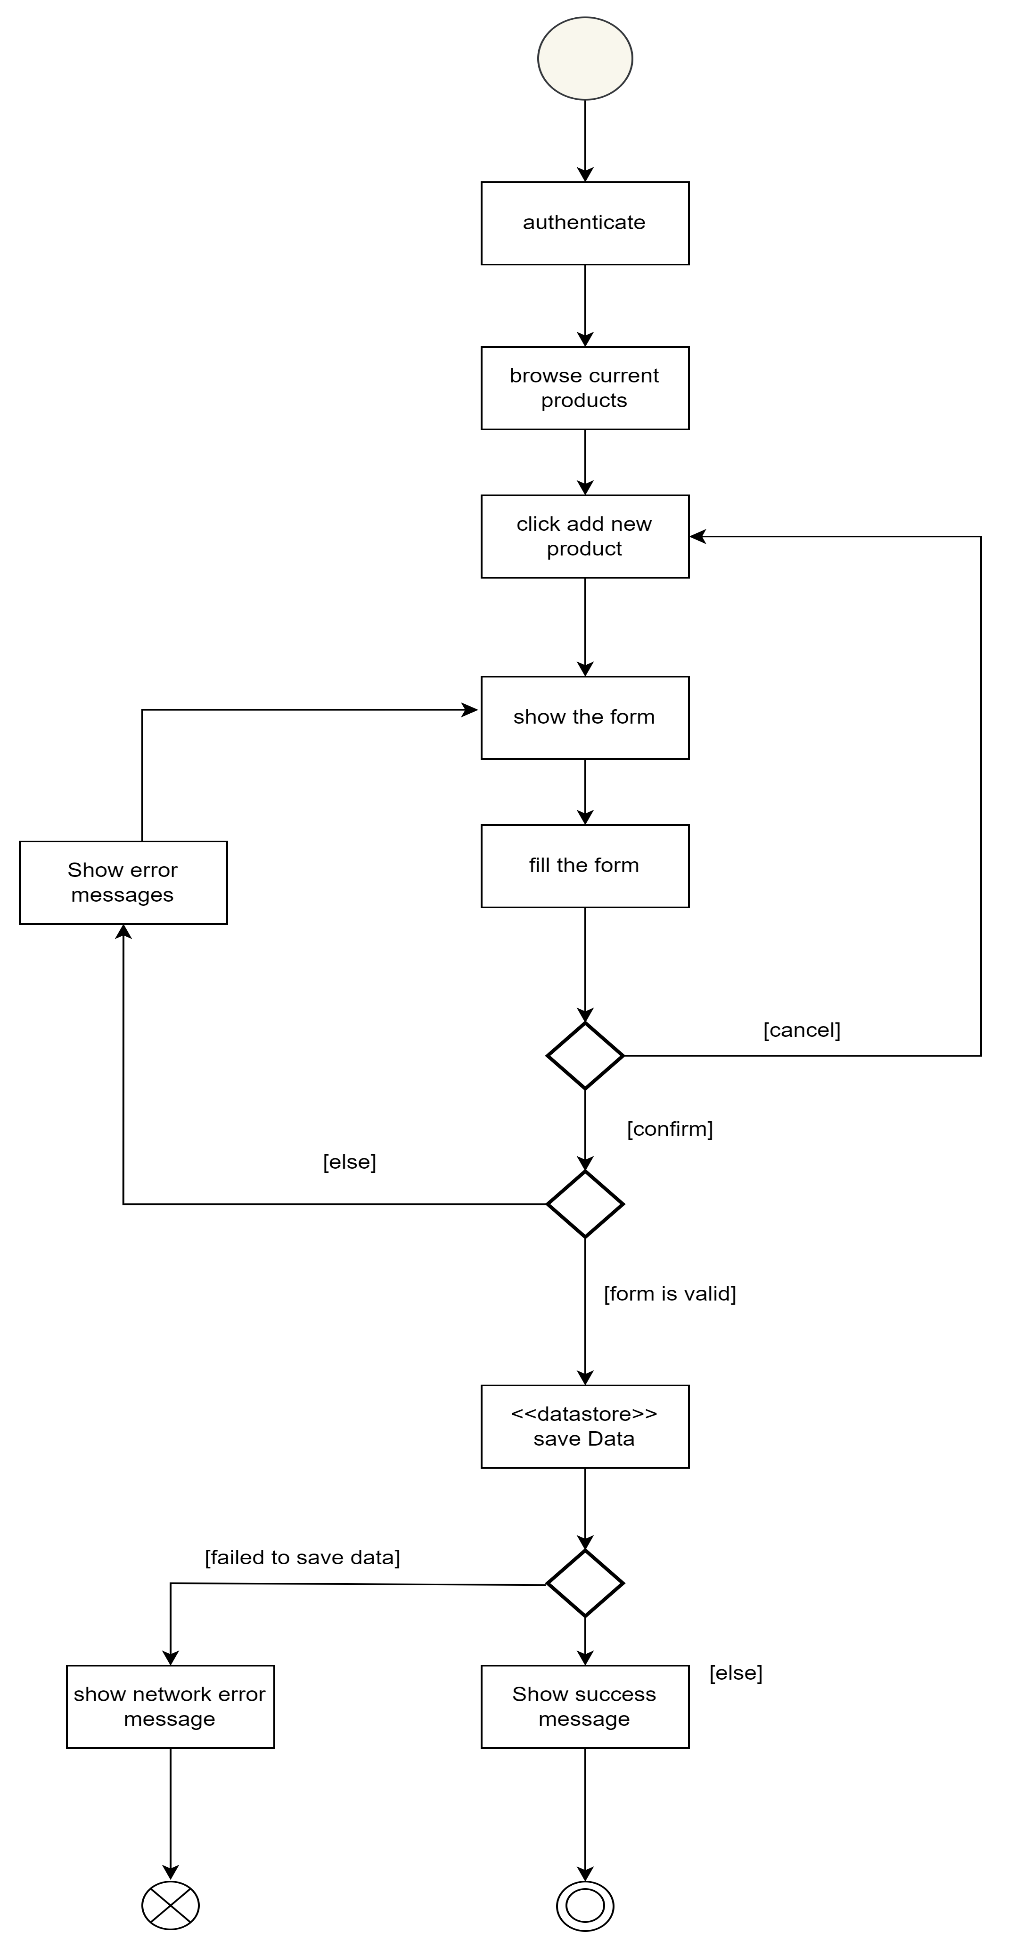 authenticate
browse current
products
click add new
product
show the form
fill the form
Show error
messages
[cancel]
[confirm]
[else]
[form is valid]
<<datastore>>
save Data
[failed to save data]
[else]
show network error
message
Show success
message